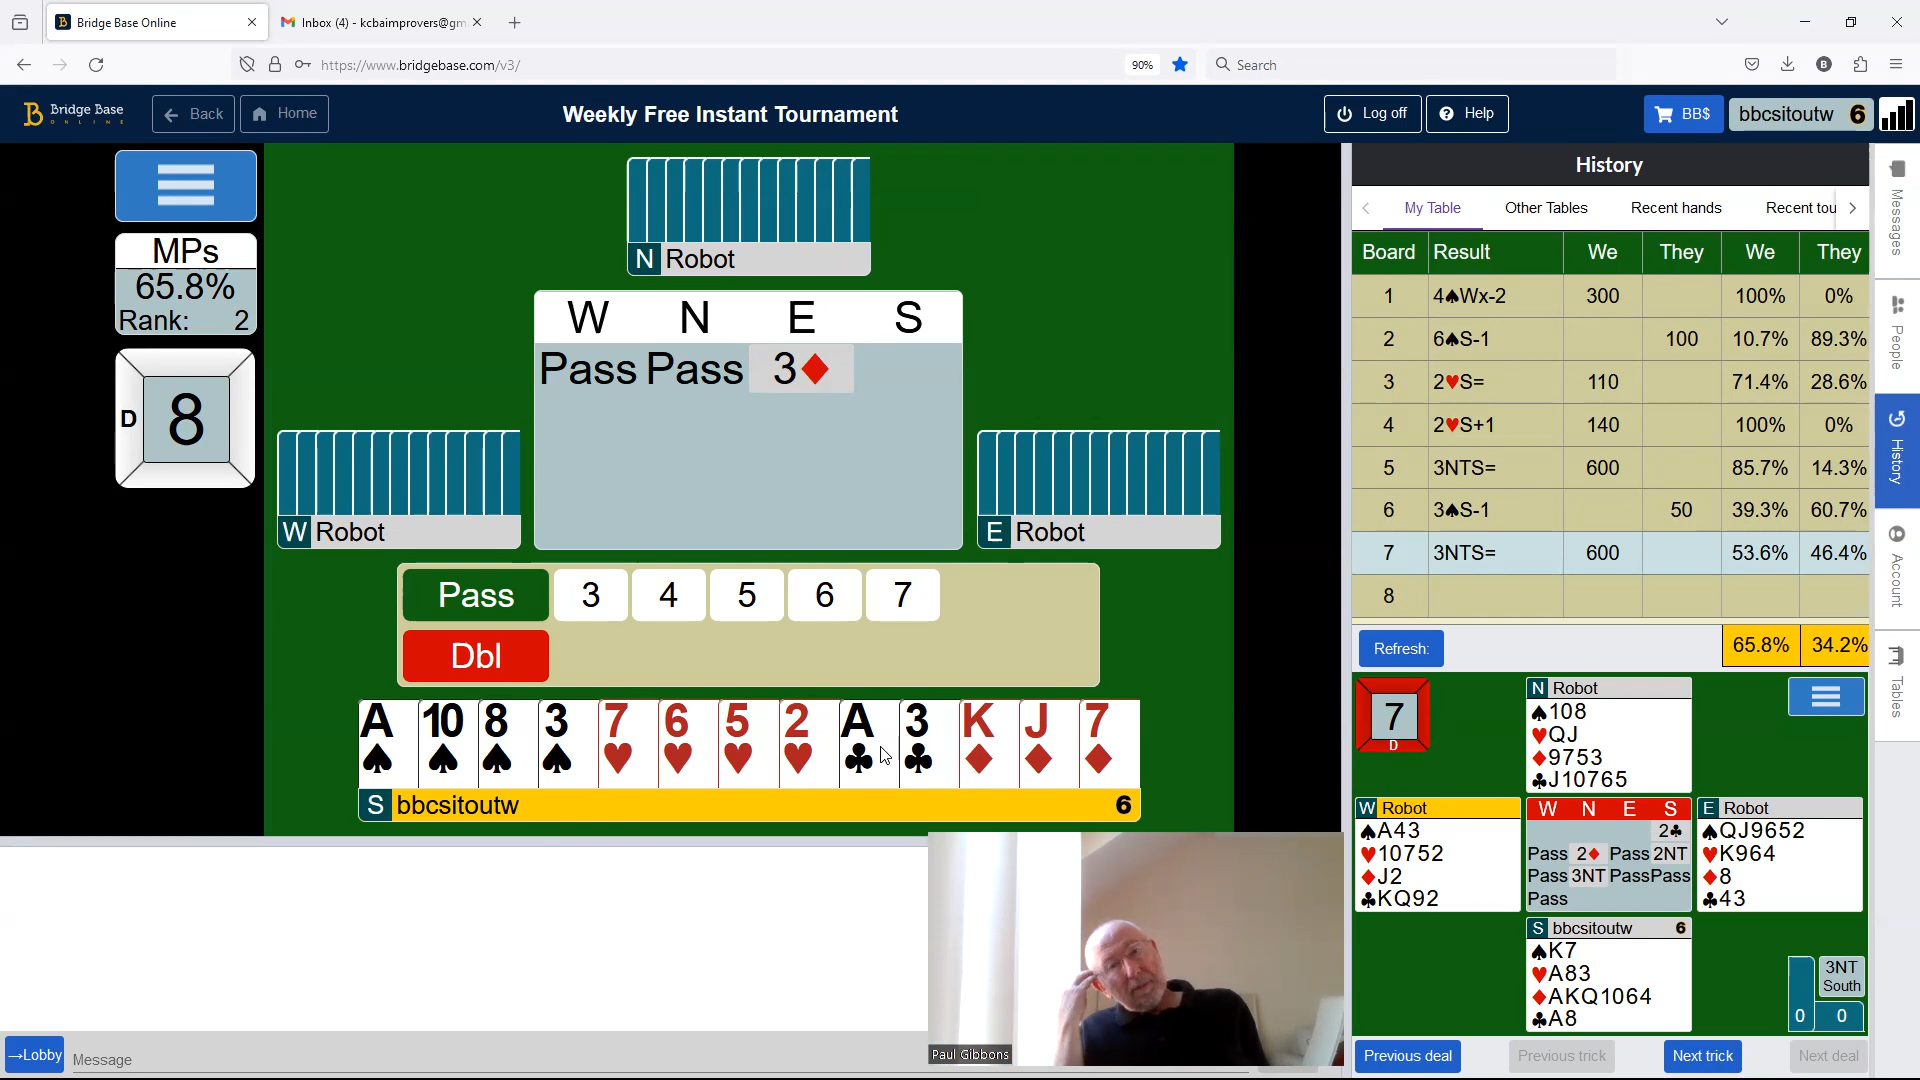 Bridge Base Online
Inbox (4) - kcbaimprovers@gm
https://www.bridgebase.com/v3/
90%
Search
Bridge Base
ONLINE
Back
Home
Weekly Free Instant Tournament
Log off
Help
BB$
bbcsitoutw 6
MPs
65.8%
Rank: 2
D 8
N Robot
W N E S
Pass Pass 3♦
W Robot
E Robot
Pass 3 4 5 6 7
Dbl
A♠ 10♠ 8♠ 3♠ 7♥ 6♥ 5♥ 2♥ A♣ 3♣ K♦ J♦ 7♦
S bbcsitoutw 6
Paul Gibbons
→Lobby
Message
History
My Table Other Tables Recent hands Recent tou
Board Result We They We They
1 4♠Wx-2 300 100% 0%
2 6♠S-1 100 10.7% 89.3%
3 2♥S= 110 71.4% 28.6%
4 2♥S+1 140 100% 0%
5 3NTS= 600 85.7% 14.3%
6 3♠S-1 50 39.3% 60.7%
7 3NTS= 600 53.6% 46.4%
8
Refresh: 65.8% 34.2%
7
D
N Robot
♠108
♥QJ
♦9753
♣J10765
W Robot
♠A43
♥10752
♦J2
♣KQ92
W N E S
2♣
Pass 2♦ Pass 2NT
Pass 3NT Pass Pass
Pass
E Robot
♠QJ9652
♥K964
♦8
♣43
S bbcsitoutw 6
♠K7
♥A83
♦AKQ1064
♣A8
3NT
South
0 0
Previous deal Previous trick Next trick Next deal
Messages
People
History
Account
Tables